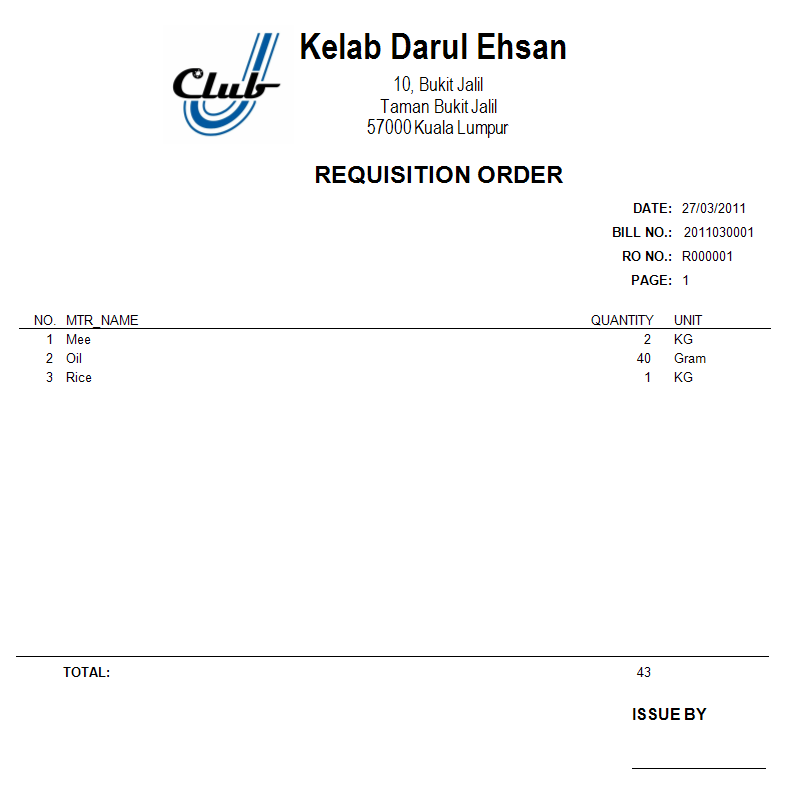 Club
Kelab Darul Ehsan
10, Bukit Jalil
Taman Bukit Jalil
57000 Kuala Lumpur
REQUISITION ORDER
DATE: 27/03/2011
BILL NO.: 2011030001
RO NO.: R000001
PAGE: 1
NO. MTR_NAME QUANTITY UNIT
1 Mee 2 KG
2 Oil 40 Gram
3 Rice 1 KG
TOTAL: 43
ISSUE BY